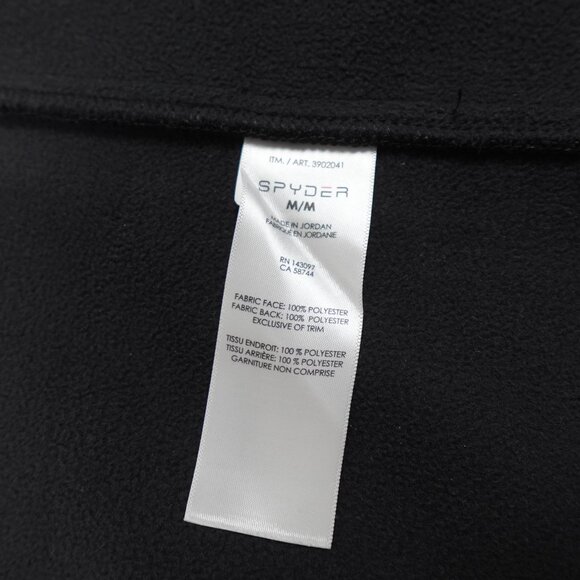 ITM. / ART. 3902041
SPYDER
M/M
MADE IN JORDAN
FABRIQUÉ EN JORDANIE
RN 143097
CA 58744
FABRIC FACE: 100% POLYESTER
FABRIC BACK: 100% POLYESTER
EXCLUSIVE OF TRIM
TISSU ENDROIT: 100 % POLYESTER
TISSU ARRIÈRE: 100 % POLYESTER
GARNITURE NON COMPRISE